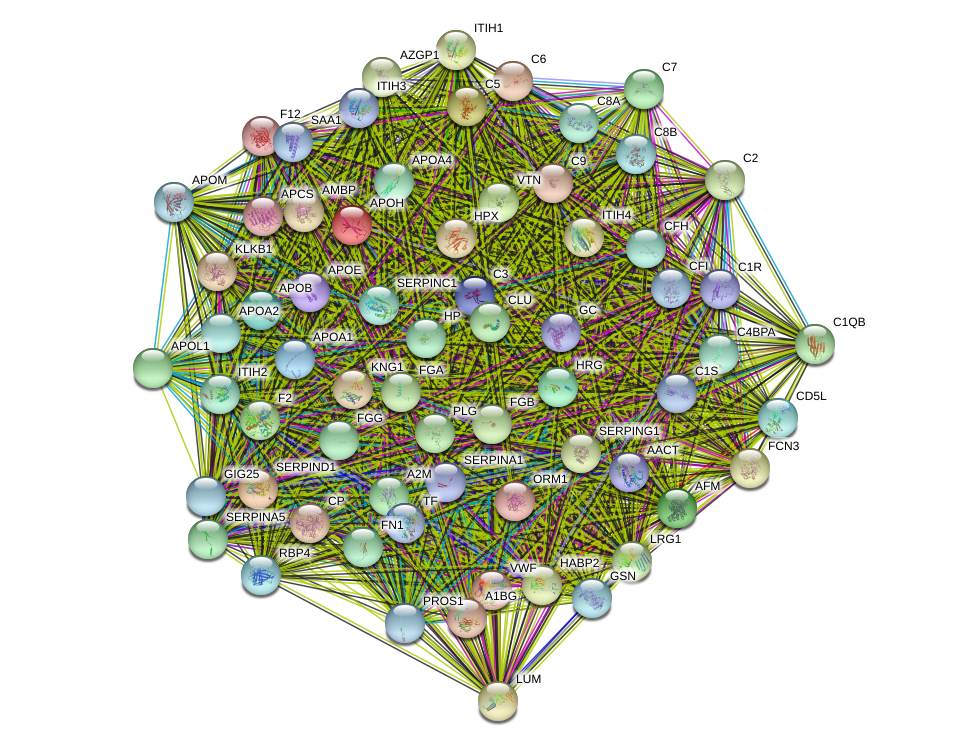 ITIH1
AZGP1
C6
C7
ITIH3
C5
C8A
F12
SAA1
C8B
C2
APOA4
C9
APOM
VTN
APCS
AMBP
APOH
HPX
ITIH4
CFH
KLKB1
APOE
C3
CFI
C1R
APOB
SERPINC1
CLU
APOA2
HP
GC
C1QB
C4BPA
APOA1
APOL1
ITIH2
KNG1
FGA
HRG
C1S
CD5L
F2
FGG
PLG
FGB
SERPING1
FCN3
AACT
GIG25
SERPIND1
A2M
SERPINA1
ORM1
AFM
CP
TF
SERPINA5
FN1
RBP4
LRG1
VWF
HABP2
GSN
PROS1
A1BG
LUM